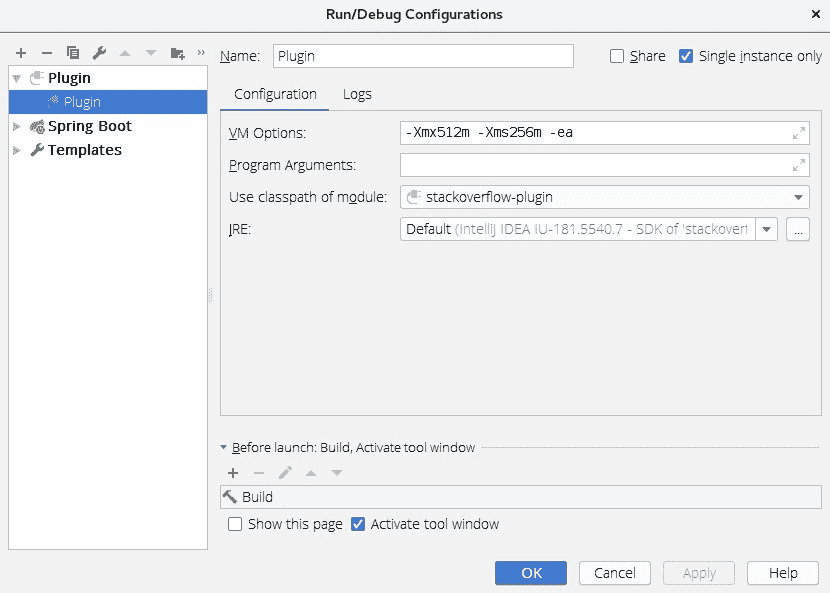 Run/Debug Configurations
Plugin
Plugin
Spring Boot
Templates
Name: Plugin Share Single instance only
Configuration Logs
VM Options: -Xmx512m -Xms256m -ea
Program Arguments:
Use classpath of module: stackoverflow-plugin
JRE: Default (IntelliJ IDEA IU-181.5540.7 - SDK of 'stackoverf ...
Before launch: Build, Activate tool window
Build
Show this page Activate tool window
OK Cancel Apply Help